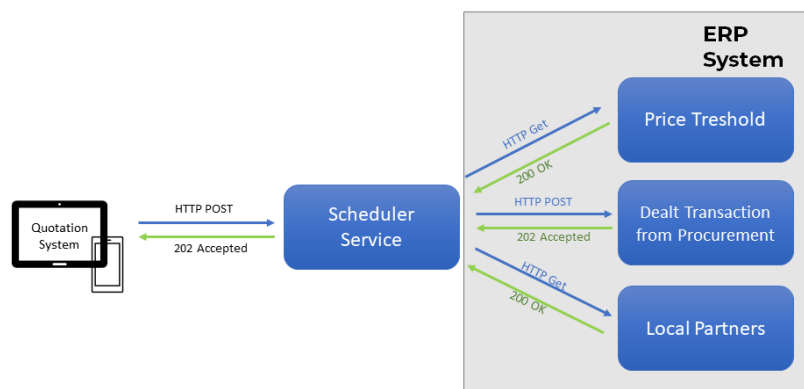 ERP
System
Price Treshold
HTTP Get
200 OK
Quotation
System
HTTP POST
202 Accepted
Scheduler
Service
HTTP POST
202 Accepted
Dealt Transaction
from Procurement
HTTP Get
200 OK
Local Partners